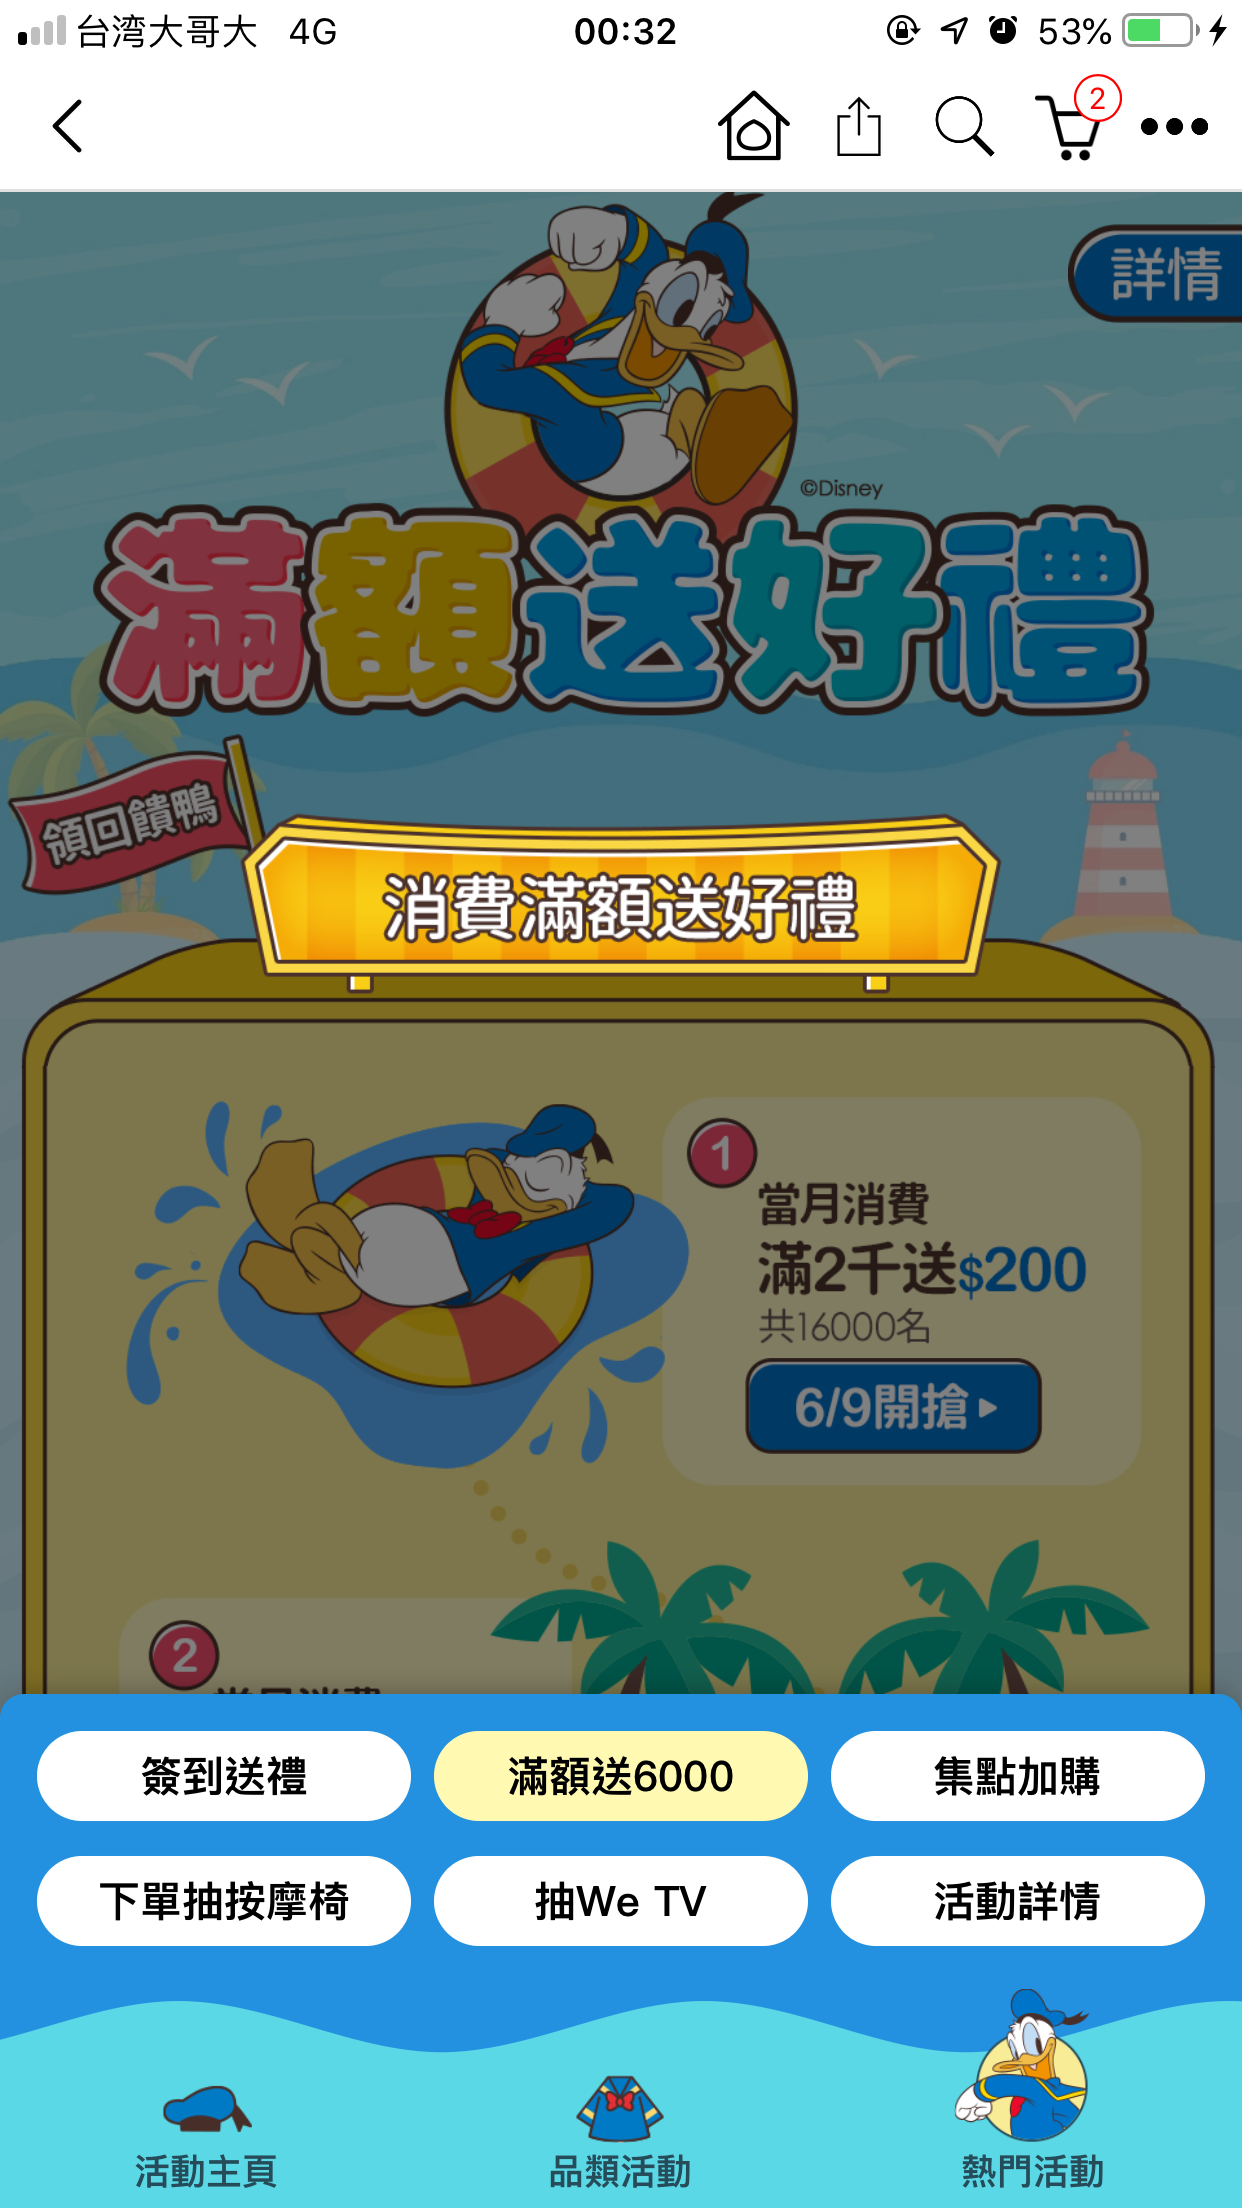 台湾大哥大 4G 00:32 53%
2
詳情
©Disney
滿額送好禮
領回饋鴨
消費滿額送好禮
1
當月消費
滿2千送$200
共16000名
6/9開搶
2
當月消費
簽到送禮 滿額送6000 集點加購
下單抽按摩椅 抽We TV 活動詳情
活動主頁 品類活動 熱門活動